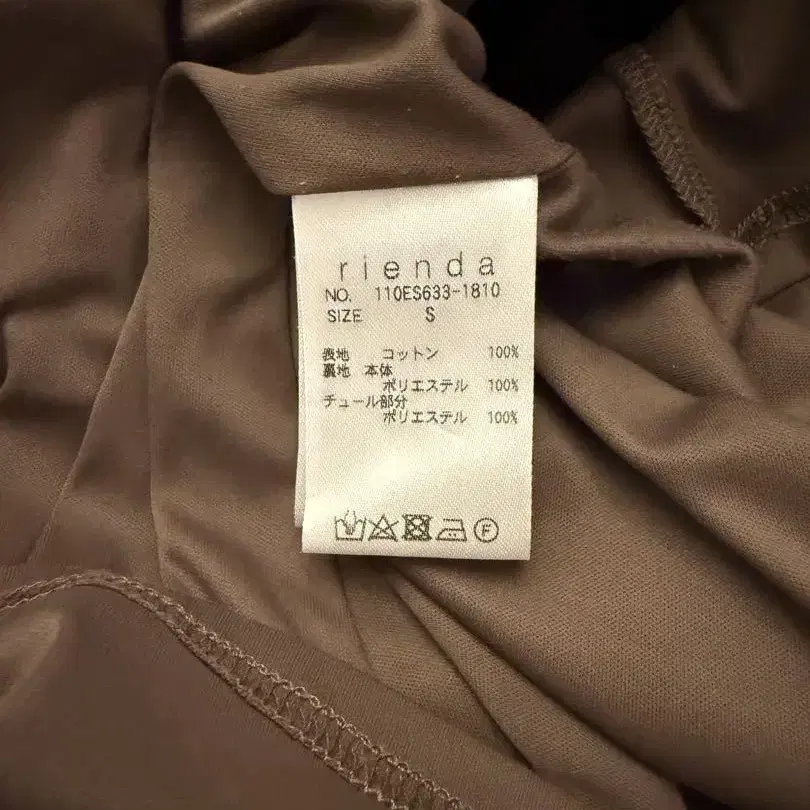 rienda
NO. 110ES633-1810
SIZE S
表地 コットン 100%
裏地 本体
ポリエステル 100%
チュール部分
ポリエステル 100%
F